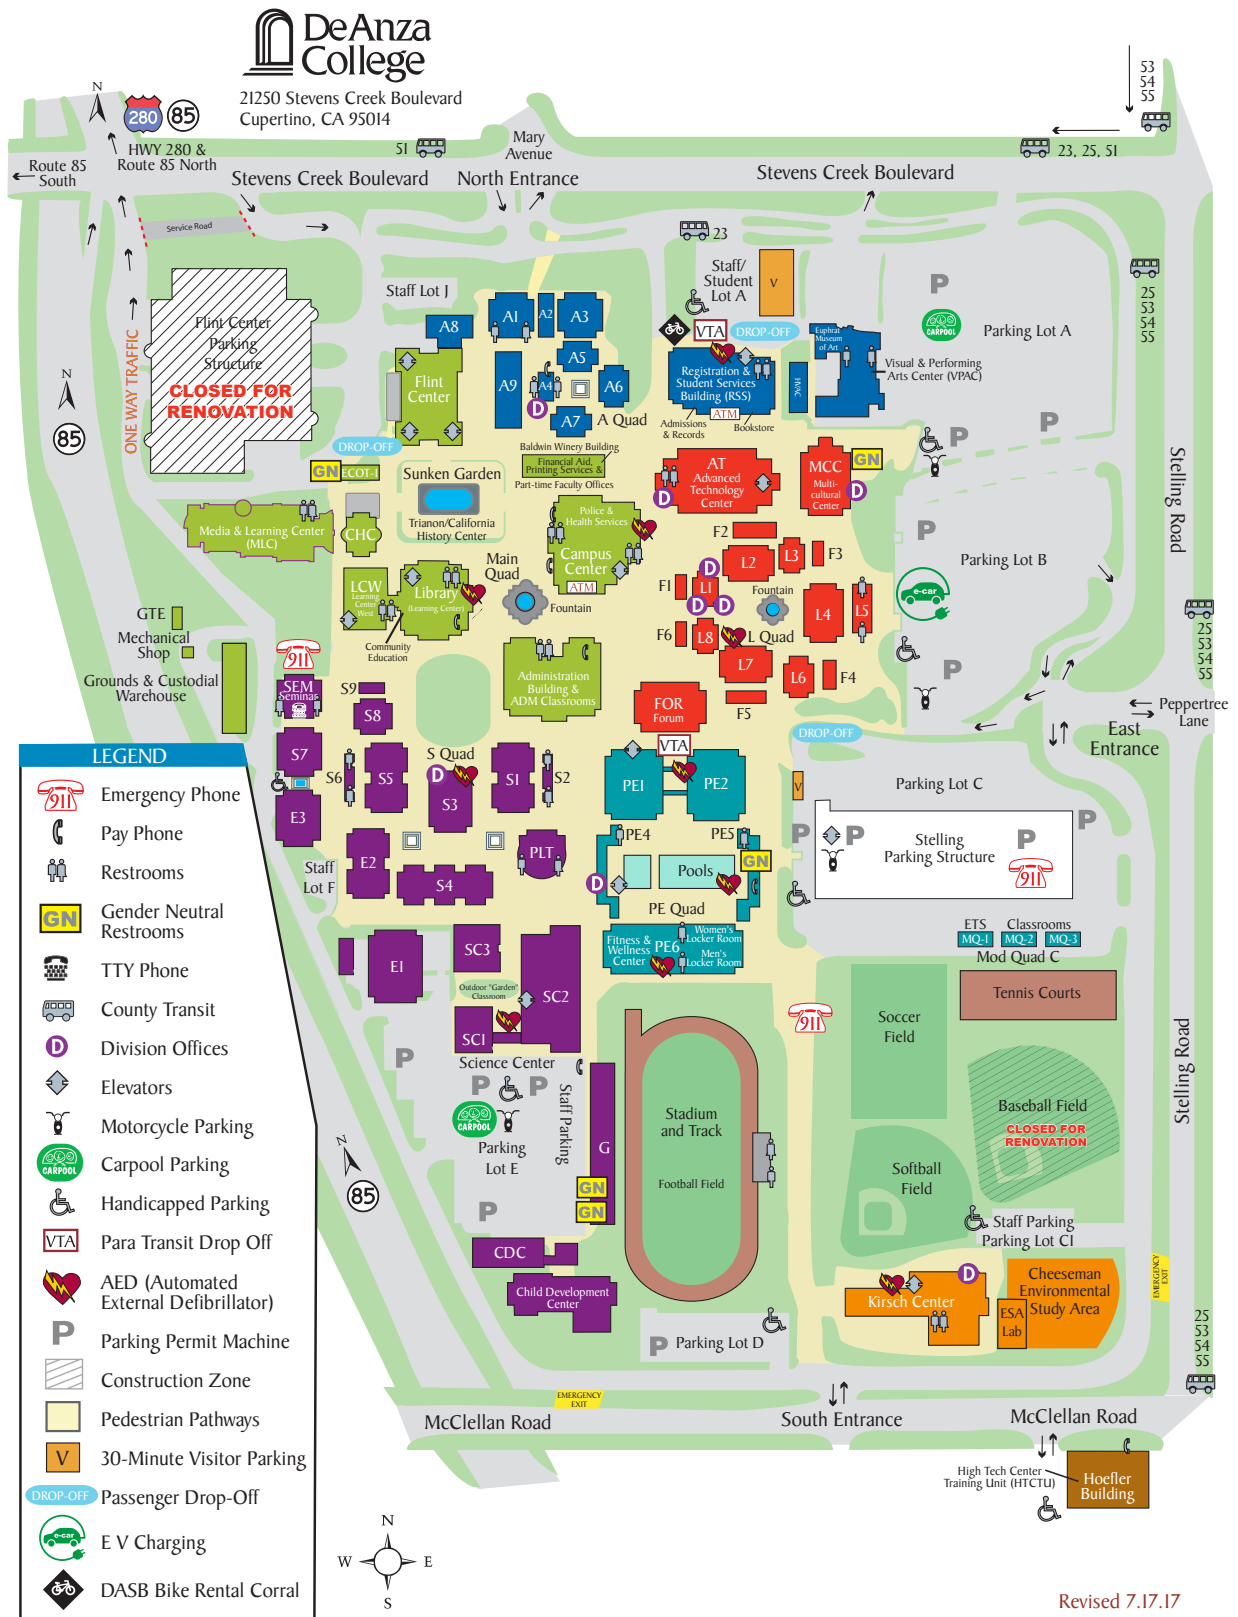 DeAnza
College
21250 Stevens Creek Boulevard
Cupertino, CA 95014
N
280
85
HWY 280 &
Route 85 North
Route 85
South
51
Mary
Avenue
53
54
55
23, 25, 51
Stevens Creek Boulevard
North Entrance
Stevens Creek Boulevard
Service Road
23
Staff/
Student
Lot A
V
25
53
54
55
ONE WAY TRAFFIC
Flint Center
Parking
Structure
CLOSED FOR
RENOVATION
Staff Lot J
A8
A1
A2
A3
A5
A4
A6
A9
A7
D
A Quad
VTA
DROP-OFF
Registration &
Student Services
Building (RSS)
ATM
Admissions
& Records
Bookstore
HVAC
Euphrat
Museum
of Art
Visual & Performing
Arts Center (VPAC)
P
CARPOOL
Parking Lot A
P
P
N
85
Flint
Center
DROP-OFF
GN
ECOT-1
Sunken Garden
Trianon/California
History Center
Baldwin Winery Building
Financial Aid,
Printing Services &
Part-time Faculty Offices
AT
Advanced
Technology
Center
D
MCC
Multi-
cultural
Center
GN
D
Stelling Road
Media & Learning Center
(MLC)
CHC
Police &
Health Services
Campus
Center
ATM
F2
L2
L3
F3
P
Parking Lot B
e-car
LCW
Learning
Center
West
Library
(Learning Center)
Main
Quad
Fountain
Community
Education
D
F1
L1
D
D
Fountain
L4
L5
F6
L8
L Quad
L7
L6
F4
F5
P
25
53
54
55
GTE
Mechanical
Shop
Grounds & Custodial
Warehouse
911
SEM
Seminar
S9
S8
Administration
Building &
ADM Classrooms
FOR
Forum
VTA
DROP-OFF
Peppertree
Lane
East
Entrance
S7
S6
S5
S Quad
D
S3
S1
S2
PE1
PE2
V
Parking Lot C
E3
E2
S4
PLT
Staff
Lot F
PE4
PE5
GN
Pools
D
PE Quad
P
P
Stelling
Parking Structure
P
P
911
E1
SC3
SC2
Outdoor "Garden"
Classroom
SC1
Science Center
Fitness &
Wellness
Center
PE6
Women's
Locker Room
Men's
Locker Room
ETS
Classrooms
MQ-1
MQ-2
MQ-3
Mod Quad C
Tennis Courts
911
Soccer
Field
Stelling Road
P
P
P
CARPOOL
Parking
Lot E
Staff Parking
G
GN
GN
P
Stadium
and Track
Football Field
Baseball Field
CLOSED FOR
RENOVATION
Softball
Field
N
85
Staff Parking
Parking Lot C1
CDC
Child Development
Center
D
Kirsch Center
Cheeseman
Environmental
Study Area
ESA
Lab
EMERGENCY
EXIT
P
Parking Lot D
25
53
54
55
EMERGENCY
EXIT
McClellan Road
South Entrance
McClellan Road
High Tech Center
Training Unit (HTCTU)
Hoefler
Building
LEGEND
911
Emergency Phone
Pay Phone
Restrooms
GN
Gender Neutral
Restrooms
TTY Phone
County Transit
D
Division Offices
Elevators
Motorcycle Parking
CARPOOL
Carpool Parking
Handicapped Parking
VTA
Para Transit Drop Off
AED (Automated
External Defibrillator)
P
Parking Permit Machine
Construction Zone
Pedestrian Pathways
V
30-Minute Visitor Parking
DROP-OFF
Passenger Drop-Off
e-car
E V Charging
DASB Bike Rental Corral
N
W
E
S
Revised 7.17.17